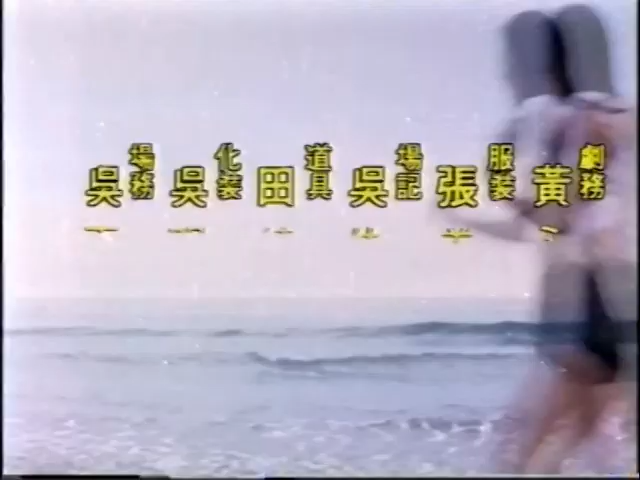 劇務 黃
服裝 張
場記 吳
道具 田
化裝 吳
場務 吳